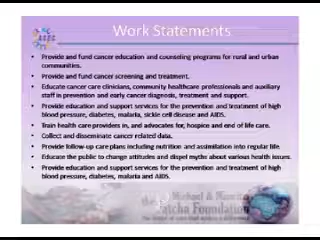 Work Statements
• Provide and fund cancer education and counseling programs for rural and urban
communities.
• Provide and fund cancer screening and treatment.
• Educate cancer care clinicians, community healthcare professionals and auxiliary
staff in prevention and early cancer diagnosis, treatment and support.
• Provide education and support services for the prevention and treatment of high
blood pressure, diabetes, malaria, sickle cell disease and AIDS.
• Train health care providers in, and advocates for, hospice and end of life care.
• Collect and disseminate cancer related data.
• Provide follow-up care plans including nutrition and assimilation into regular life.
• Educate the public to change attitudes and dispel myths about various health issues.
• Provide education and support services for the prevention and treatment of high
blood pressure, diabetes, malaria and AIDS.
Michael &
the Patcha Foundation